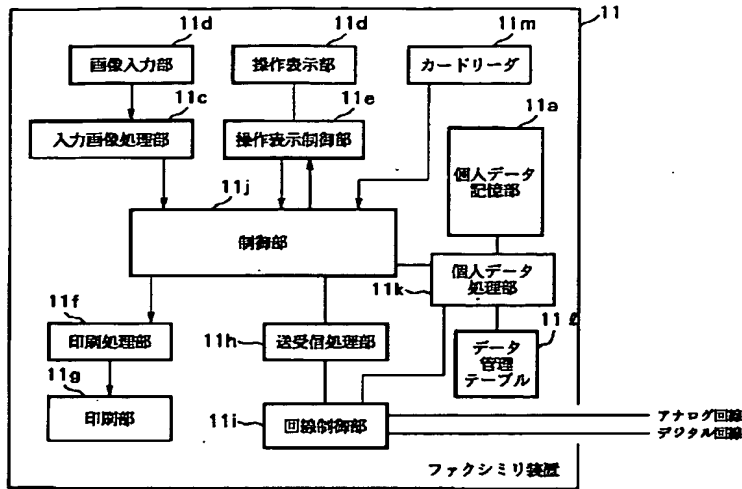 11
11d
11d
11m
画像入力部
操作表示部
カードリーダ
11c
11e
11a
入力画像処理部
操作表示制御部
個人データ
記憶部
11j
制御部
個人データ
処理部
11k
11f
印刷処理部
11h
送受信処理部
11ℓ
データ
管理
テーブル
11g
印刷部
11i
回線制御部
アナログ回線
デジタル回線
ファクシミリ装置